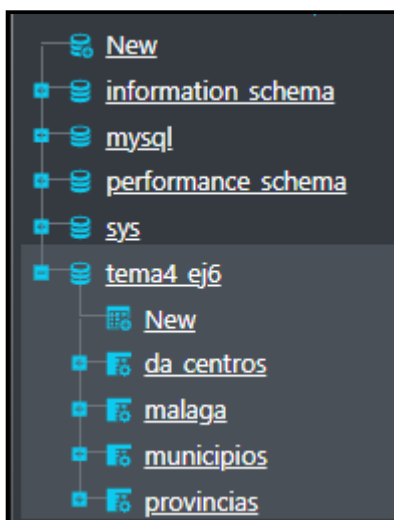 New
information_schema
mysql
performance_schema
sys
tema4_ej6
New
da_centros
malaga
municipios
provincias